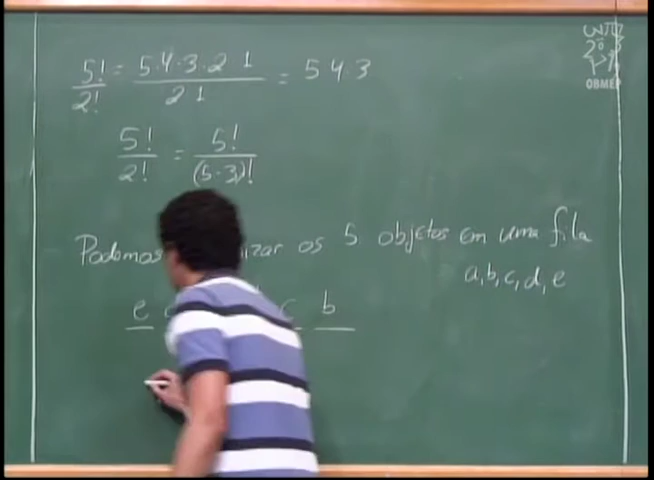 5!/2! = 5·4·3·2 1 / 2 1 = 5 4 3
5!/2! = 5!/(5-3)!
Podemos izar os 5 objetos em uma fila
a, b, c, d, e
e c b
OBMEP